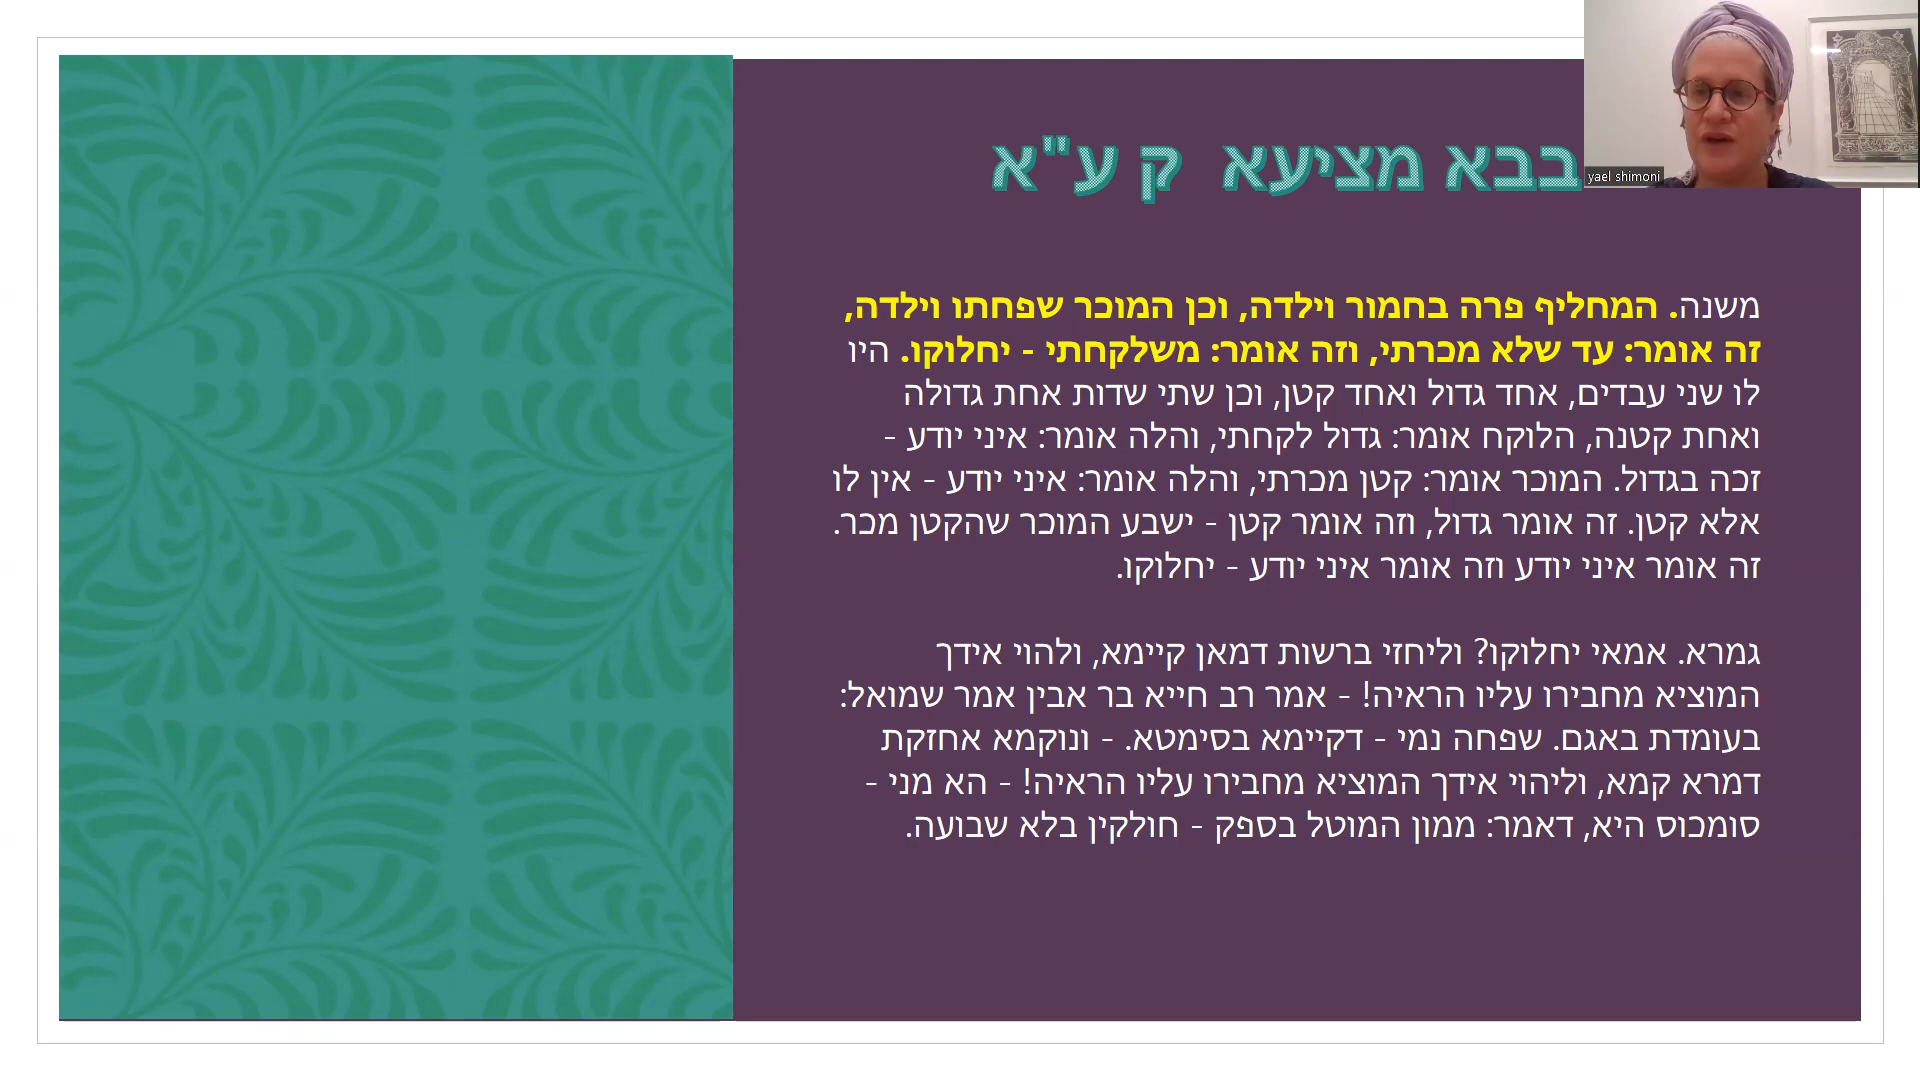 בבא מציעא ק ע"א
yael shimoni
משנה. המחליף פרה בחמור וילדה, וכן המוכר שפחתו וילדה,
זה אומר: עד שלא מכרתי, וזה אומר: משלקחתי - יחלוקו. היו
לו שני עבדים, אחד גדול ואחד קטן, וכן שתי שדות אחת גדולה
ואחת קטנה, הלוקח אומר: גדול לקחתי, והלה אומר: איני יודע -
זכה בגדול. המוכר אומר: קטן מכרתי, והלה אומר: איני יודע - אין לו
אלא קטן. זה אומר גדול, וזה אומר קטן - ישבע המוכר שהקטן מכר.
זה אומר איני יודע וזה אומר איני יודע - יחלוקו.
גמרא. אמאי יחלוקו? וליחזי ברשות דמאן קיימא, ולהוי אידך
המוציא מחבירו עליו הראיה! - אמר רב חייא בר אבין אמר שמואל:
בעומדת באגם. שפחה נמי - דקיימא בסימטא. - ונוקמא אחזקת
דמרא קמא, וליהוי אידך המוציא מחבירו עליו הראיה! - הא מני -
סומכוס היא, דאמר: ממון המוטל בספק - חולקין בלא שבועה.